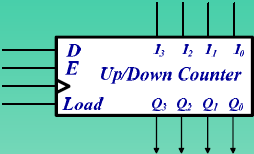 D I₃ I₂ I₁ I₀
E̅
Up/Down Counter
Load Q₃ Q₂ Q₁ Q₀